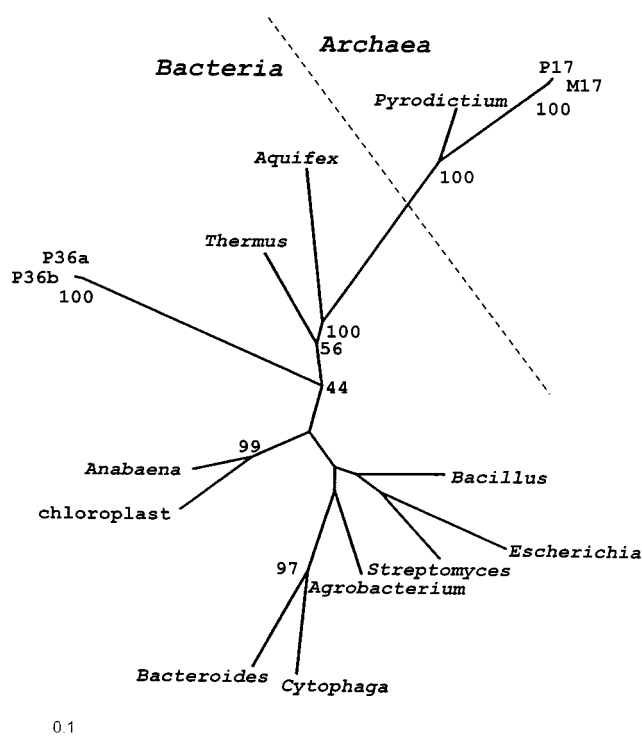 Archaea
Bacteria
P17
M17
100
Pyrodictium
100
Aquifex
Thermus
P36a
P36b
100
100
56
44
99
Anabaena
chloroplast
Bacillus
Escherichia
Streptomyces
97
Agrobacterium
Bacteroides
Cytophaga
0.1